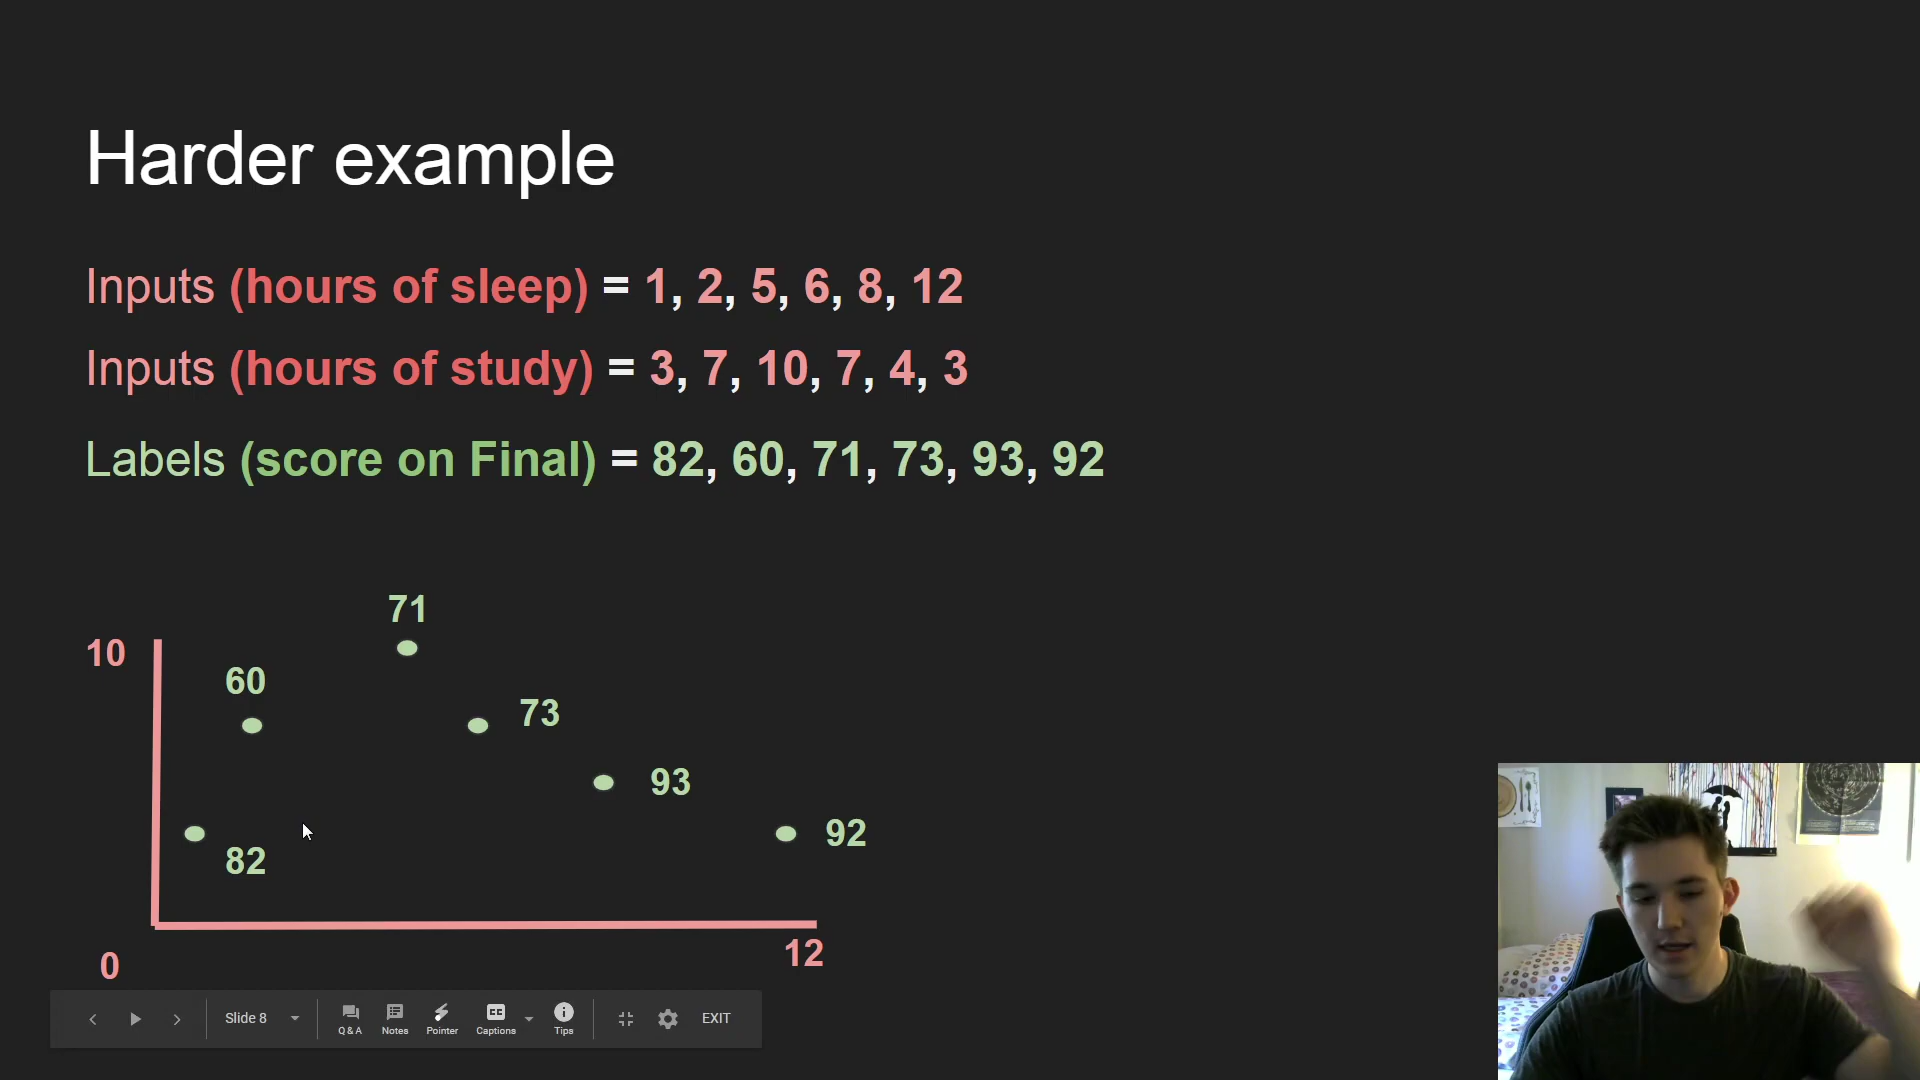 Harder example
Inputs (hours of sleep) = 1, 2, 5, 6, 8, 12
Inputs (hours of study) = 3, 7, 10, 7, 4, 3
Labels (score on Final) = 82, 60, 71, 73, 93, 92
71
10
60
73
93
82
92
12
0
Slide 8
Q & A
Notes
Pointer
Captions
Tips
EXIT